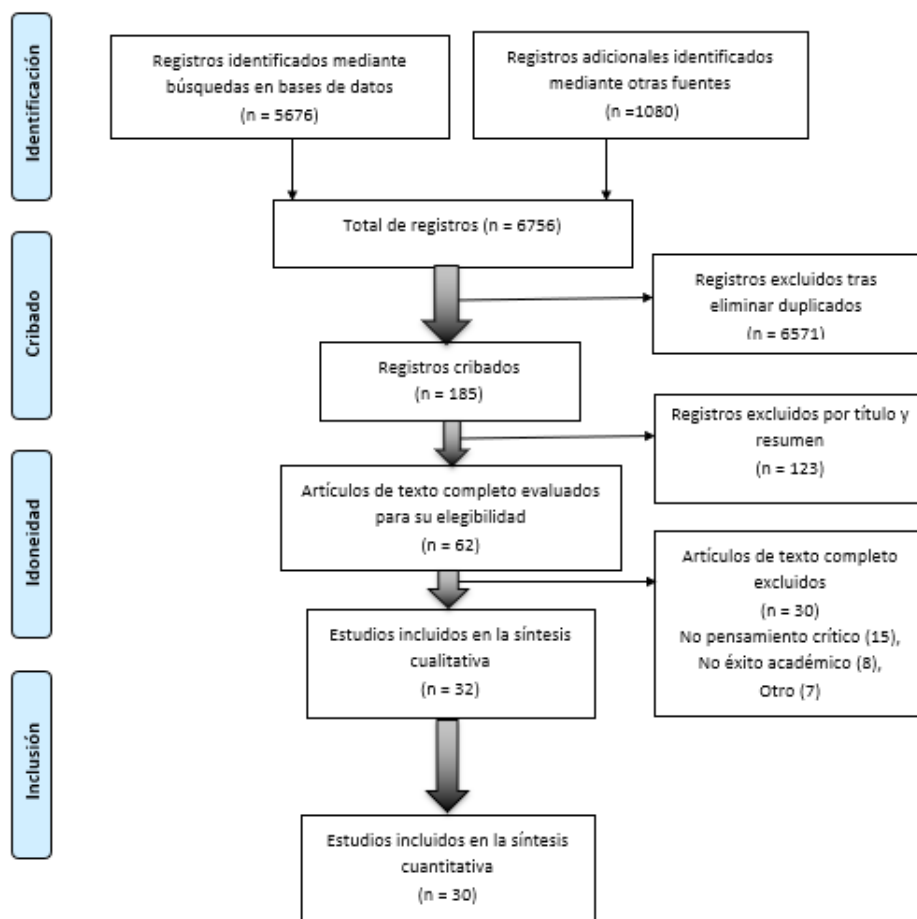 Identificación
Registros identificados mediante
búsquedas en bases de datos
(n = 5676)
Registros adicionales identificados
mediante otras fuentes
(n =1080)
Total de registros (n = 6756)
Cribado
Registros excluidos tras
eliminar duplicados
(n = 6571)
Registros cribados
(n = 185)
Registros excluidos por título y
resumen
(n = 123)
Idoneidad
Artículos de texto completo evaluados
para su elegibilidad
(n = 62)
Artículos de texto completo
excluidos
(n = 30)
No pensamiento crítico (15),
No éxito académico (8),
Otro (7)
Estudios incluidos en la síntesis
cualitativa
(n = 32)
Inclusión
Estudios incluidos en la síntesis
cuantitativa
(n = 30)